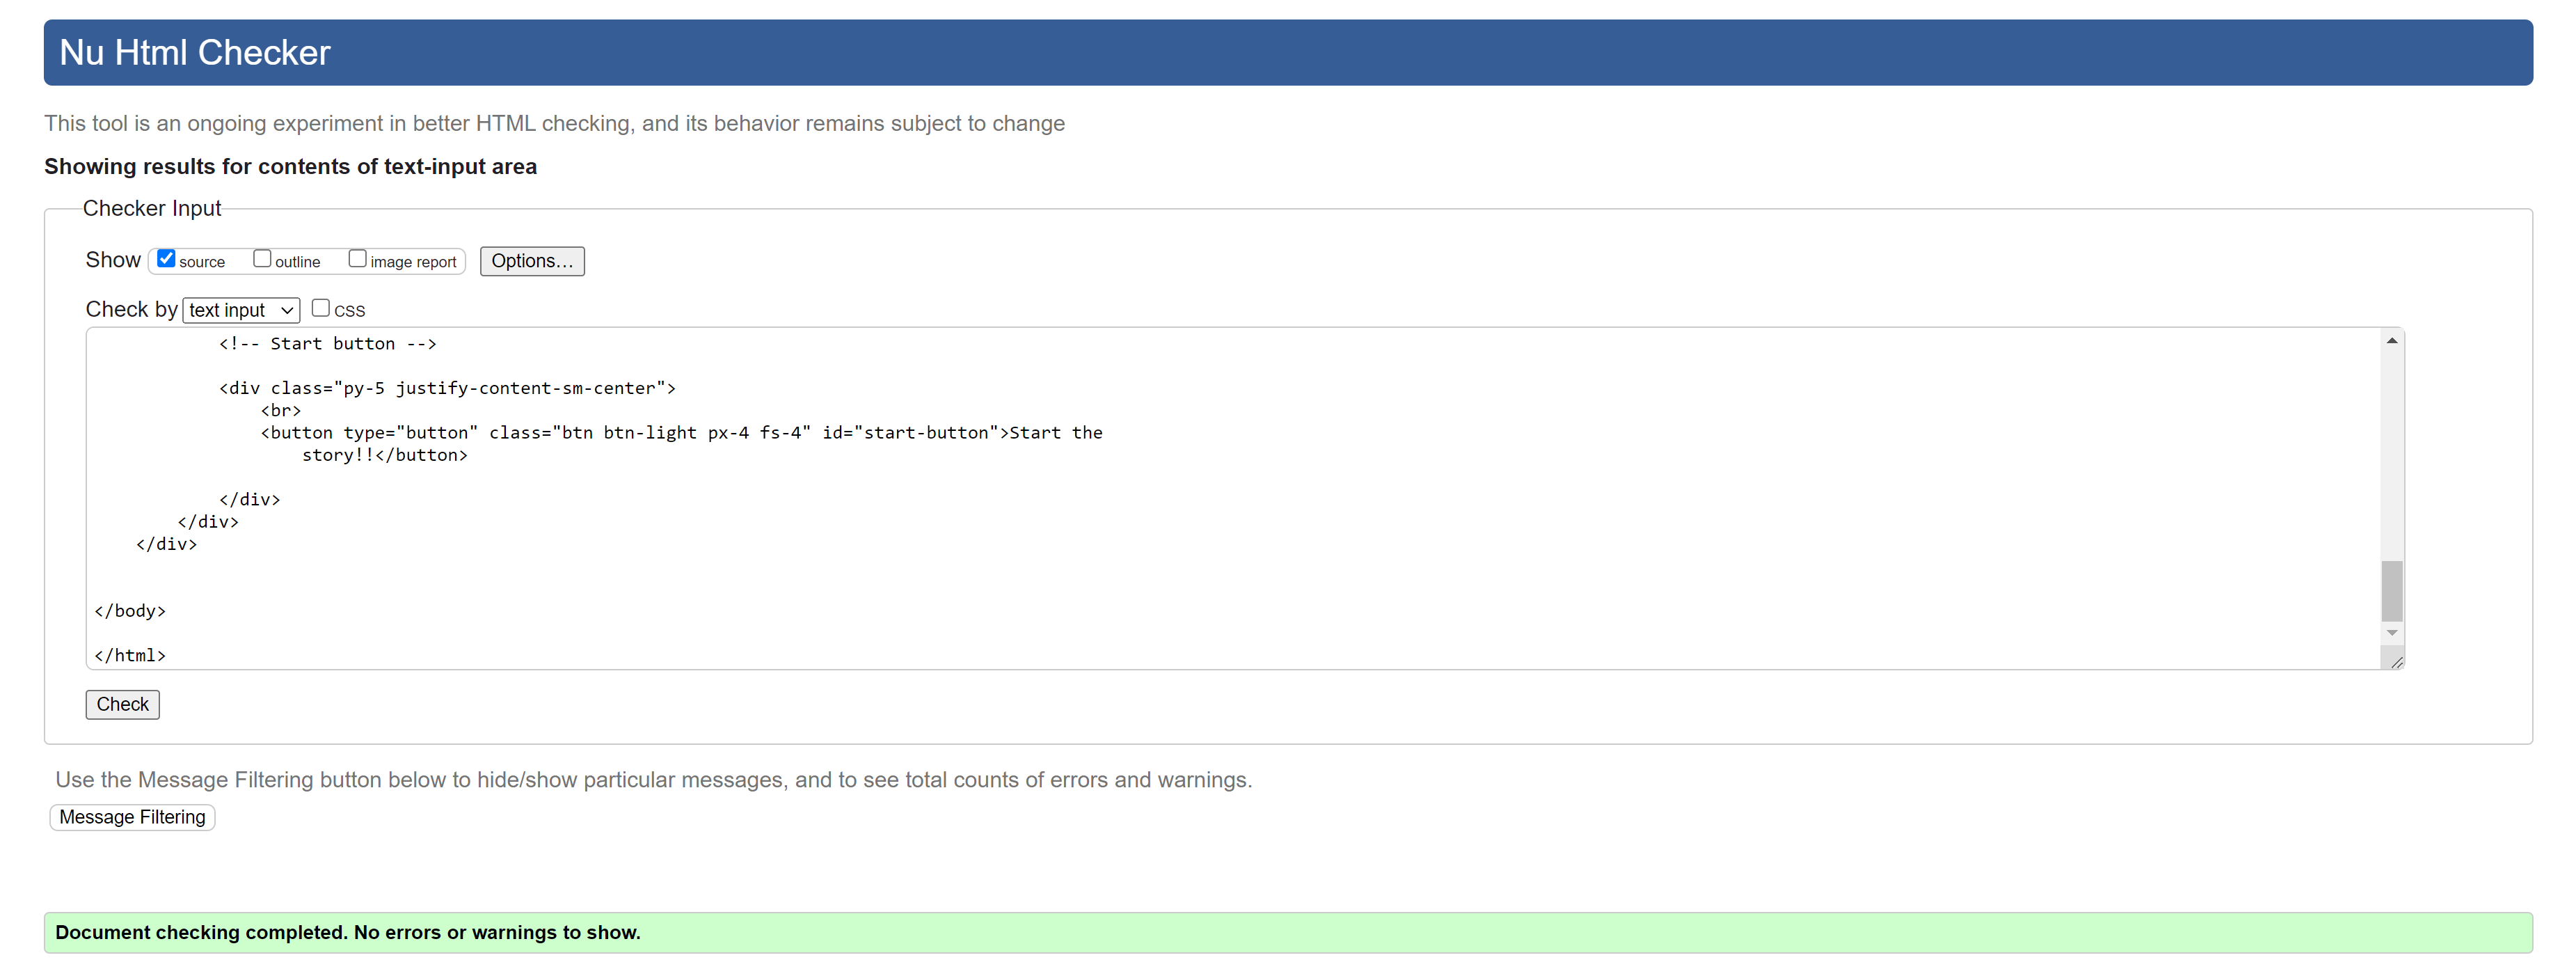 Nu Html Checker
This tool is an ongoing experiment in better HTML checking, and its behavior remains subject to change
Showing results for contents of text-input area
Checker Input
Show source outline image report Options...
Check by text input CSS
<!-- Start button -->
<div class="py-5 justify-content-sm-center">
<br>
<button type="button" class="btn btn-light px-4 fs-4" id="start-button">Start the
story!!</button>
</div>
</div>
</div>
</body>
</html>
Check
Use the Message Filtering button below to hide/show particular messages, and to see total counts of errors and warnings.
Message Filtering
Document checking completed. No errors or warnings to show.